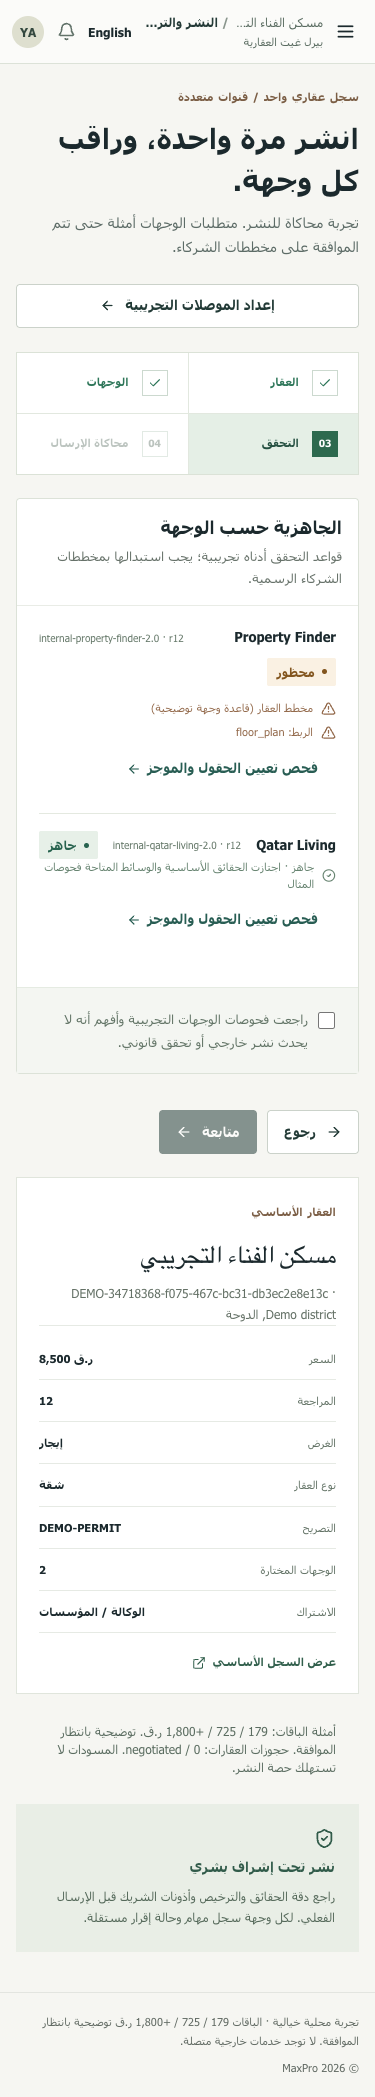 مسكن الفناء الت... / النشر والتر...
بيرل غيت العقارية
English
YA
سجل عقاري واحد / قنوات متعددة
انشر مرة واحدة، وراقب
كل وجهة.
تجربة محاكاة للنشر. متطلبات الوجهات أمثلة حتى تتم
الموافقة على مخططات الشركاء.
إعداد الموصلات التجريبية
العقار
الوجهات
03 التحقق
04 محاكاة الإرسال
الجاهزية حسب الوجهة
قواعد التحقق أدناه تجريبية؛ يجب استبدالها بمخططات
الشركاء الرسمية.
Property Finder
internal-property-finder-2.0 · r12
محظور
مخطط العقار (قاعدة وجهة توضيحية)
الربط: floor_plan
فحص تعيين الحقول والموجز
Qatar Living
internal-qatar-living-2.0 · r12
جاهز
جاهز · اجتازت الحقائق الأساسية والوسائط المتاحة فحوصات
المثال
فحص تعيين الحقول والموجز
راجعت فحوصات الوجهات التجريبية وأفهم أنه لا
يحدث نشر خارجي أو تحقق قانوني.
رجوع
متابعة
العقار الأساسي
مسكن الفناء التجريبي
DEMO-34718368-f075-467c-bc31-db3ec2e8e13c ·
Demo district, الدوحة
السعر ر.ق 8,500
المراجعة 12
الغرض إيجار
نوع العقار شقة
التصريح DEMO-PERMIT
الوجهات المختارة 2
الاشتراك الوكالة / المؤسسات
عرض السجل الأساسي
أمثلة الباقات: 179 / 725 / +1,800 ر.ق. توضيحية بانتظار
الموافقة. حجوزات العقارات: 0 / negotiated. المسودات لا
تستهلك حصة النشر.
نشر تحت إشراف بشري
راجع دقة الحقائق والترخيص وأذونات الشريك قبل الإرسال
الفعلي. لكل وجهة سجل مهام وحالة إقرار مستقلة.
تجربة محلية خيالية · الباقات 179 / 725 / +1,800 ر.ق توضيحية بانتظار
الموافقة. لا توجد خدمات خارجية متصلة.
© 2026 MaxPro